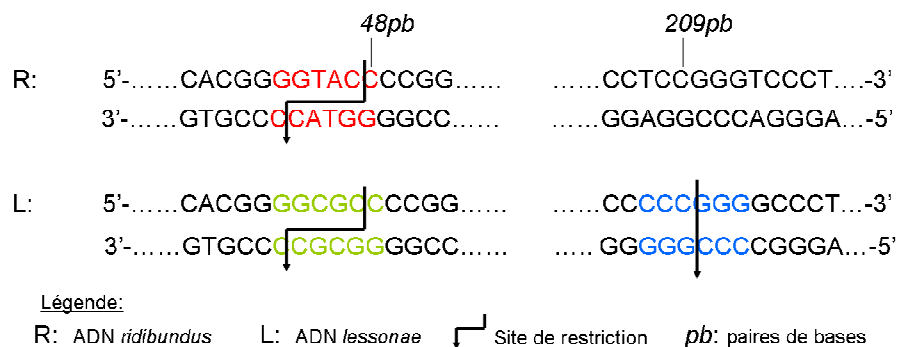 48pb 209pb
R: 5’-……CACGGGGTACCCCGG…… ……CCTCCGGGTCCCT….-3’
3’-……GTGCCCCATGGGGCC…… ……GGAGGCCCAGGGA…-5’
L: 5’-……CACGGGGCGCCCCGG…… …..CCCCCGGGGCCCT…-3’
3’-……GTGCCCCGCGGGGCC…… …..GGGGGCCCCGGGA…-5’
Légende:
R: ADN ridibundus L: ADN lessonae Site de restriction pb: paires de bases